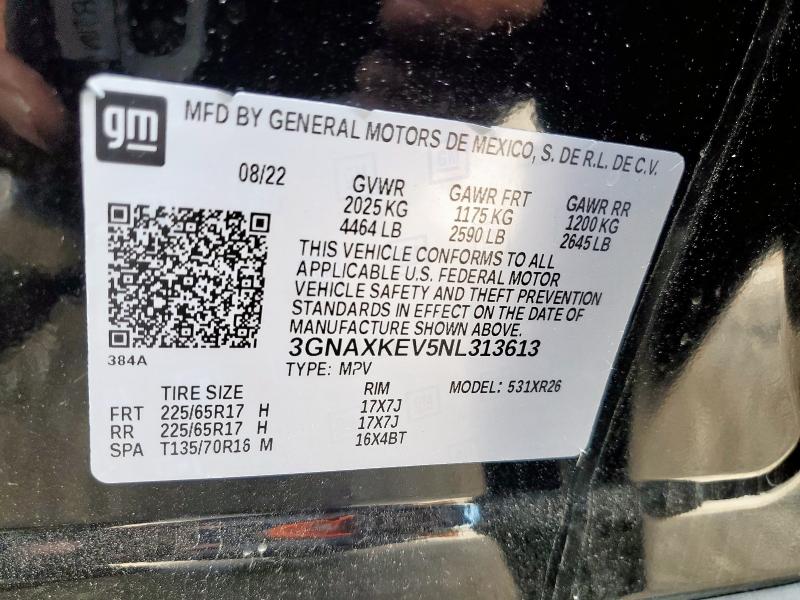 gm
MFD BY GENERAL MOTORS DE MEXICO, S. DE R.L. DE C.V.
08/22
GVWR GAWR FRT GAWR RR
2025 KG 1175 KG 1200 KG
4464 LB 2590 LB 2645 LB
THIS VEHICLE CONFORMS TO ALL
APPLICABLE U.S. FEDERAL MOTOR
VEHICLE SAFETY AND THEFT PREVENTION
STANDARDS IN EFFECT ON THE DATE OF
MANUFACTURE SHOWN ABOVE.
384A
3GNAXKEV5NL313613
TYPE: MPV MODEL: 531XR26
TIRE SIZE RIM
FRT 225/65R17 H 17X7J
RR 225/65R17 H 17X7J
SPA T135/70R16 M 16X4BT